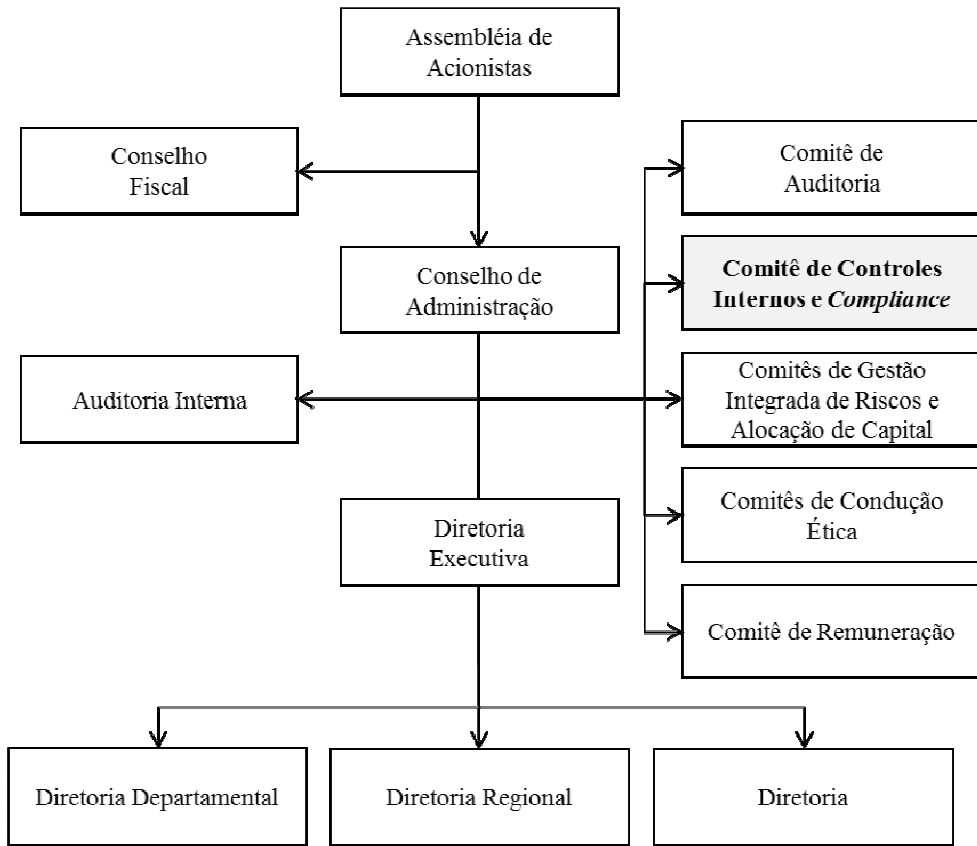 Assembléia de
Acionistas
Conselho
Fiscal
Comitê de
Auditoria
Conselho de
Administração
Comitê de Controles
Internos e Compliance
Auditoria Interna
Comitês de Gestão
Integrada de Riscos e
Alocação de Capital
Diretoria
Executiva
Comitês de Condução
Ética
Comitê de Remuneração
Diretoria Departamental
Diretoria Regional
Diretoria